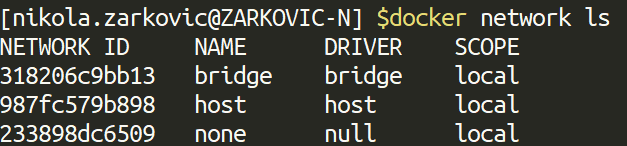 [nikola.zarkovic@ZARKOVIC-N] $docker network ls
NETWORK ID NAME DRIVER SCOPE
318206c9bb13 bridge bridge local
987fc579b898 host host local
233898dc6509 none null local